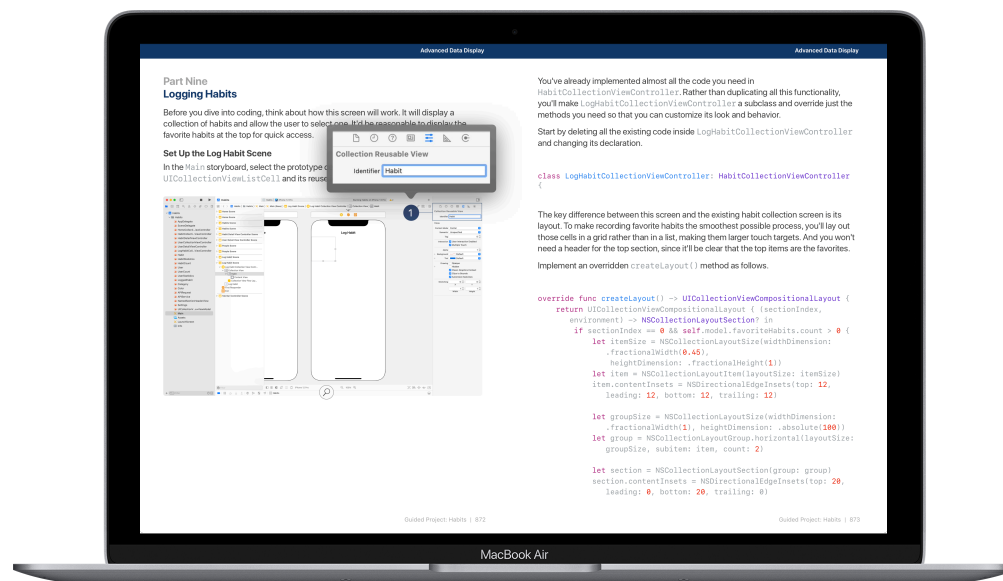 Advanced Data Display
Advanced Data Display
Part Nine
Logging Habits
Before you dive into coding, think about how this screen will work. It will display a
collection of habits and allow the user to select one. It'd be reasonable to display the
favorite habits at the top for quick access.
Set Up the Log Habit Scene
In the Main storyboard, select the prototype
UICollectionViewListCell and its reuse
Collection Reusable View
Identifier Habit
1
Log Habit
Guided Project: Habits | 872
You've already implemented almost all the code you need in
HabitCollectionViewController. Rather than duplicating all this functionality,
you'll make LogHabitCollectionViewController a subclass and override just the
methods you need so that you can customize its look and behavior.
Start by deleting all the existing code inside LogHabitCollectionViewController
and changing its declaration.
class LogHabitCollectionViewController: HabitCollectionViewController
{
The key difference between this screen and the existing habit collection screen is its
layout. To make recording favorite habits the smoothest possible process, you'll lay out
those cells in a grid rather than in a list, making them larger touch targets. And you won't
need a header for the top section, since it'll be clear that the top items are the favorites.
Implement an overridden createLayout() method as follows.
override func createLayout() -> UICollectionViewCompositionalLayout {
return UICollectionViewCompositionalLayout { (sectionIndex,
environment) -> NSCollectionLayoutSection? in
if sectionIndex == 0 && self.model.favoriteHabits.count > 0 {
let itemSize = NSCollectionLayoutSize(widthDimension:
.fractionalWidth(0.45),
heightDimension: .fractionalHeight(1))
let item = NSCollectionLayoutItem(layoutSize: itemSize)
item.contentInsets = NSDirectionalEdgeInsets(top: 12,
leading: 12, bottom: 12, trailing: 12)
let groupSize = NSCollectionLayoutSize(widthDimension:
.fractionalWidth(1), heightDimension: .absolute(100))
let group = NSCollectionLayoutGroup.horizontal(layoutSize:
groupSize, subitem: item, count: 2)
let section = NSCollectionLayoutSection(group: group)
section.contentInsets = NSDirectionalEdgeInsets(top: 20,
leading: 0, bottom: 20, trailing: 0)
Guided Project: Habits | 873
MacBook Air